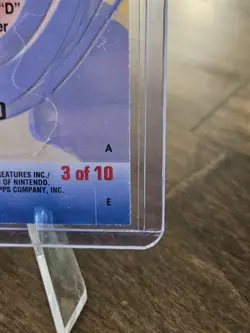 "D"
er
A
REATURES INC./
S OF NINTENDO.
PPS COMPANY, INC.
3 of 10
E